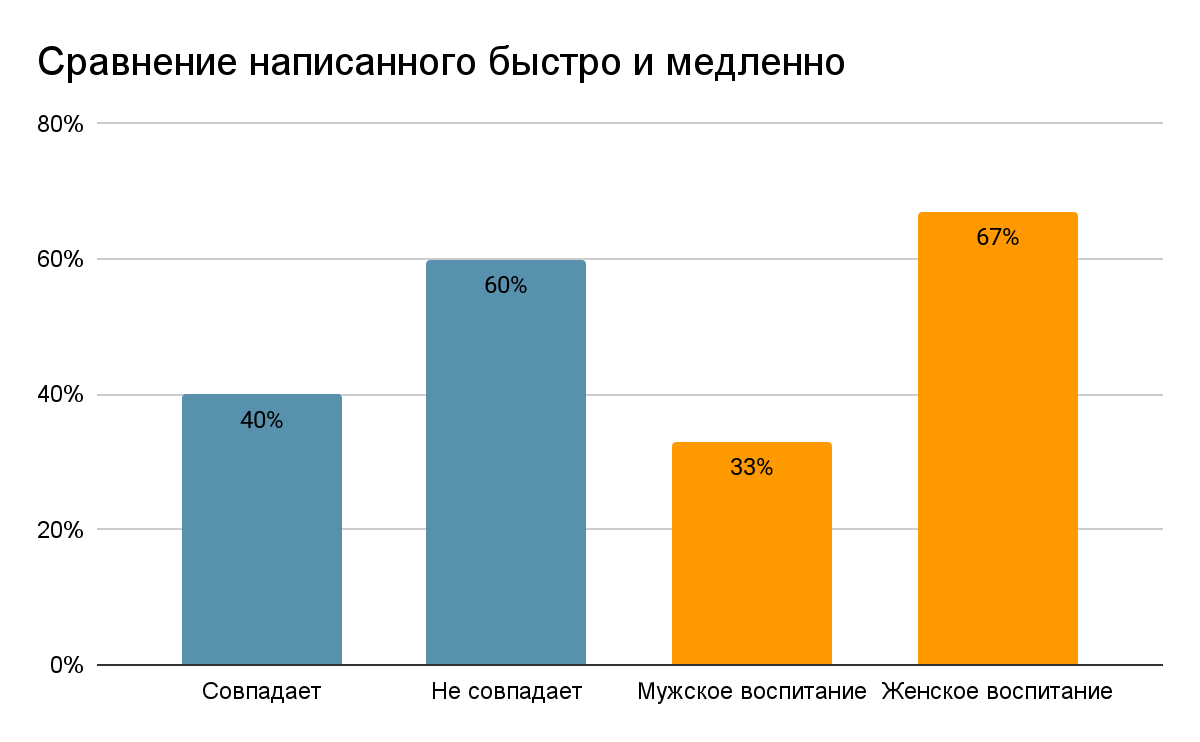 Сравнение написанного быстро и медленно
80%
60%
40%
20%
0%
40%
60%
33%
67%
Совпадает
Не совпадает
Мужское воспитание
Женское воспитание